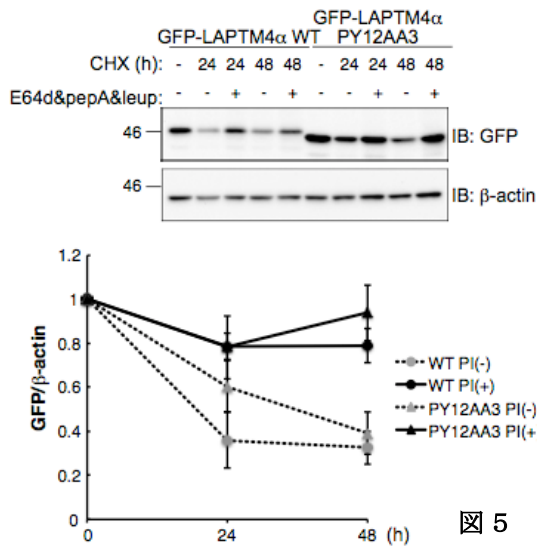 GFP-LAPTM4α WT GFP-LAPTM4α
PY12AA3
CHX (h): - 24 24 48 48 - 24 24 48 48
E64d&pepA&leup: + + + +
46 IB: GFP
46 IB: β-actin
1.2
1
0.8
0.6
0.4
0.2
0
GFP/β-actin
0 24 48 (h)
WT PI(-)
WT PI(+)
PY12AA3 PI(-)
PY12AA3 PI(+
図 5